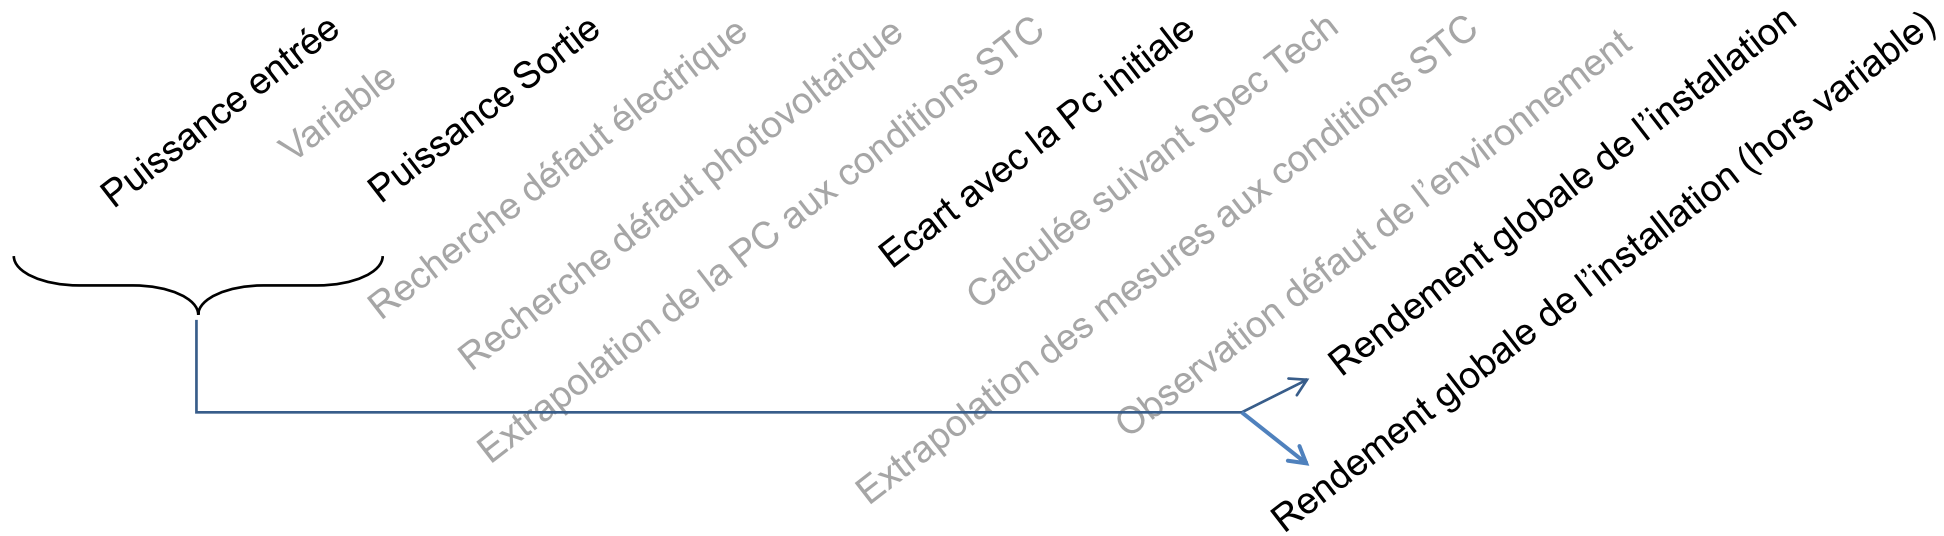 Puissance entrée
Variable
Puissance Sortie
Recherche défaut électrique
Recherche défaut photovoltaïque
Extrapolation de la PC aux conditions STC
Ecart avec la Pc initiale
Calculée suivant Spec Tech
Extrapolation des mesures aux conditions STC
Observation défaut de l’environnement
Rendement globale de l’installation
Rendement globale de l’installation (hors variable)